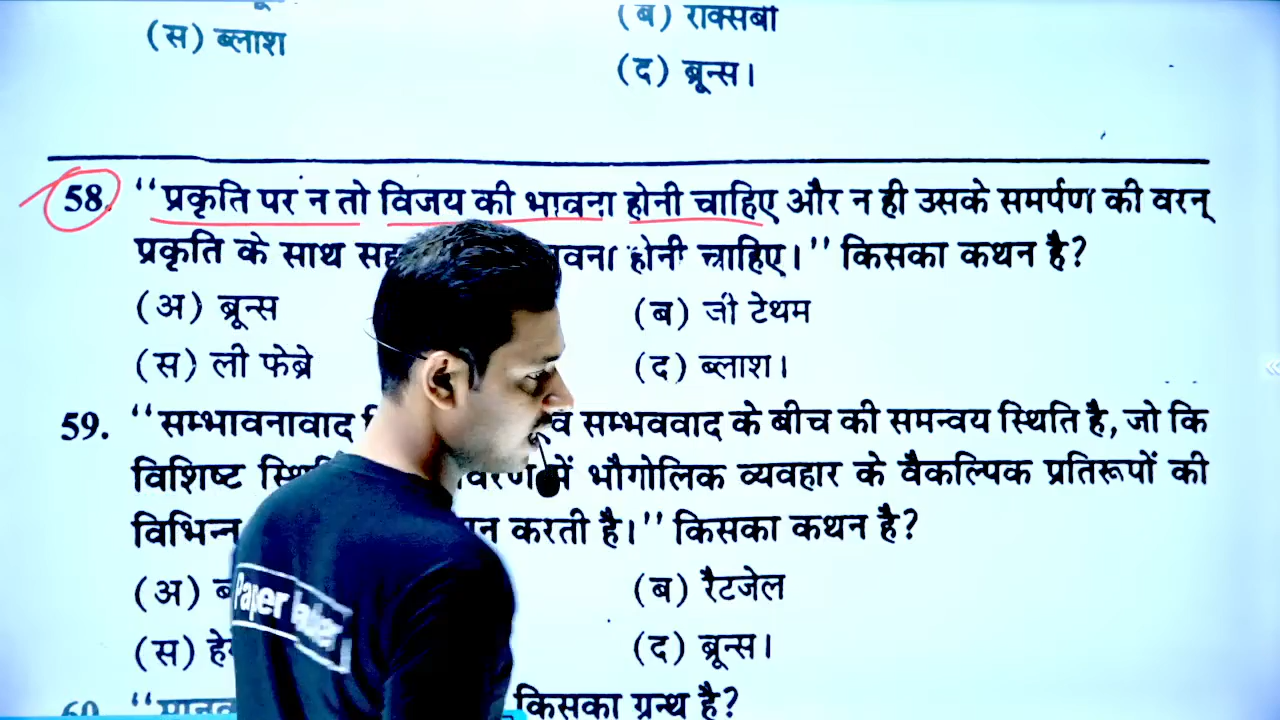 (स) ब्लाश
(ब) राक्सबी
(द) ब्रून्स।
58. “प्रकृति पर न तो विजय की भावना होनी चाहिए और न ही उसके समर्पण की वरन्
प्रकृति के साथ होनी चाहिए।” किसका कथन है?
(अ) ब्रून्स
(ब) जी टेथम
(स) ली फेब्रे
(द) ब्लाश।
59. “सम्भावनावाद व सम्भववाद के बीच की समन्वय स्थिति है, जो कि
विशिष्ट में भौगोलिक व्यवहार के वैकल्पिक प्रतिरूपों की
विभिन्न करती है।” किसका कथन है?
(अ)
(ब) रैटजेल
(स)
(द) ब्रून्स।
Paper
60. किसका ग्रन्थ है?